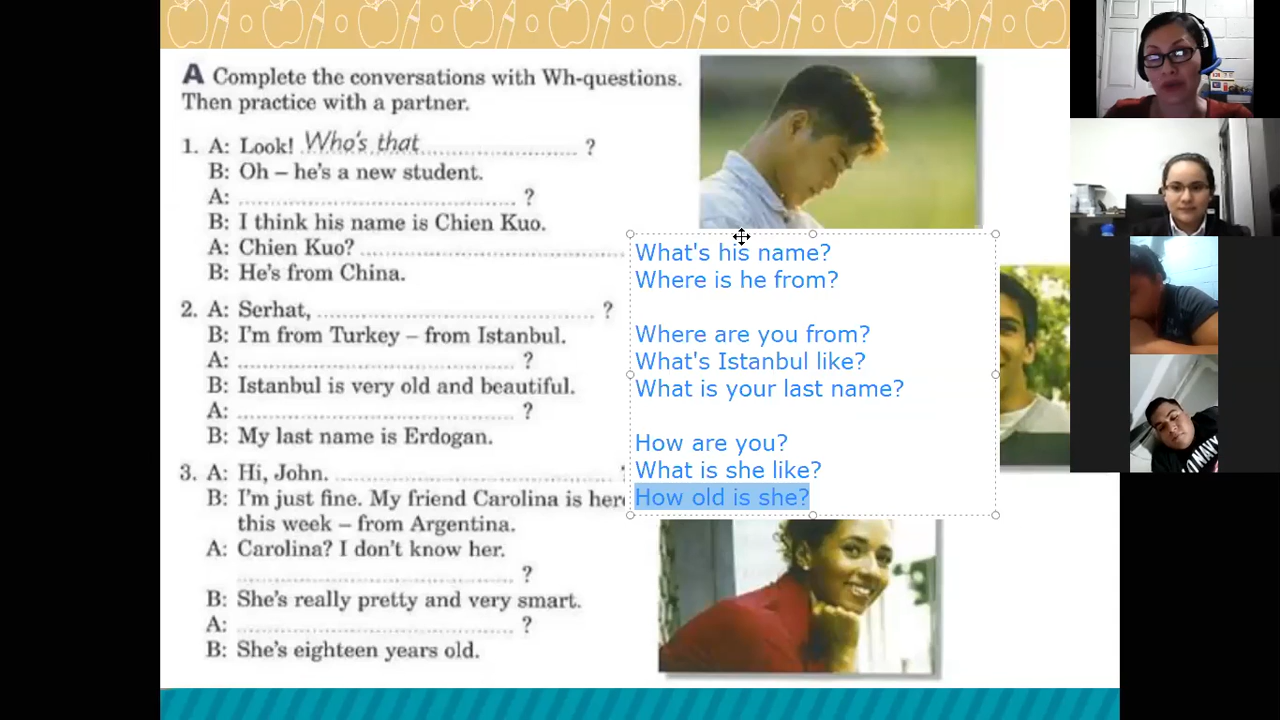 A Complete the conversations with Wh-questions.
Then practice with a partner.
1. A: Look! Who's that ?
B: Oh – he's a new student.
A: ?
B: I think his name is Chien Kuo.
A: Chien Kuo?
B: He's from China.
2. A: Serhat, ?
B: I'm from Turkey – from Istanbul.
A: ?
B: Istanbul is very old and beautiful.
A: ?
B: My last name is Erdogan.
3. A: Hi, John.
B: I'm just fine. My friend Carolina is here
this week – from Argentina.
A: Carolina? I don't know her.
?
B: She's really pretty and very smart.
A: ?
B: She's eighteen years old.
What's his name?
Where is he from?
Where are you from?
What's Istanbul like?
What is your last name?
How are you?
What is she like?
How old is she?